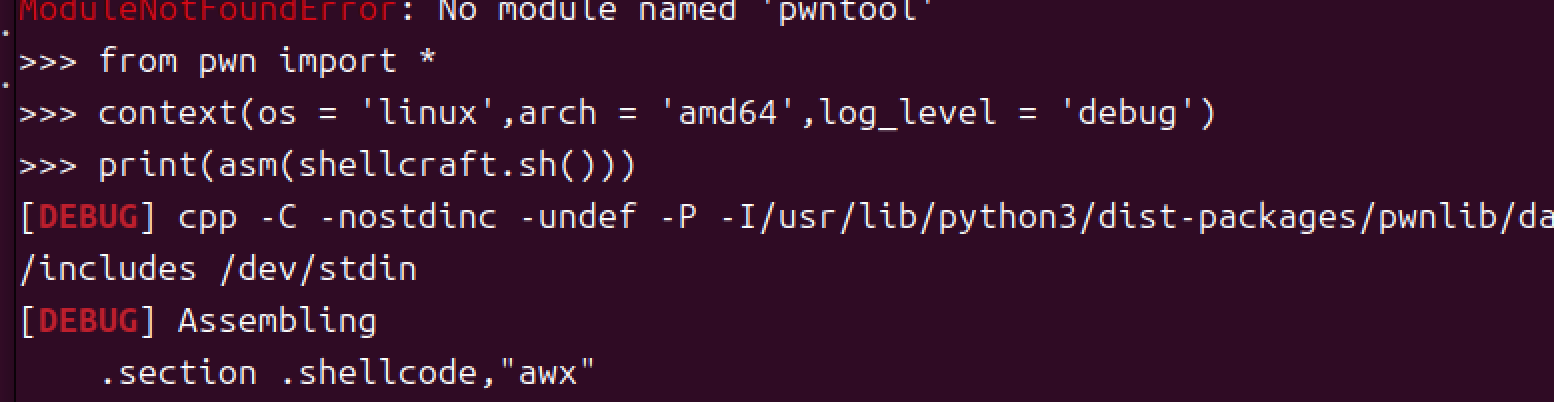 ModuleNotFoundError: No module named 'pwntool'
>>> from pwn import *
>>> context(os = 'linux',arch = 'amd64',log_level = 'debug')
>>> print(asm(shellcraft.sh()))
[DEBUG] cpp -C -nostdinc -undef -P -I/usr/lib/python3/dist-packages/pwnlib/da
/includes /dev/stdin
[DEBUG] Assembling
    .section .shellcode,"awx"